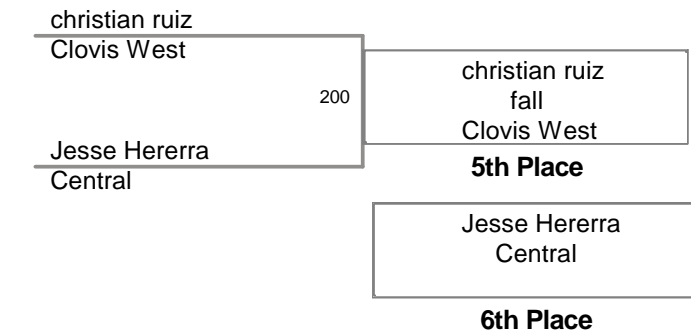 christian ruiz
Clovis West
200
Jesse Hererra
Central
christian ruiz
fall
Clovis West
5th Place
Jesse Hererra
Central
6th Place